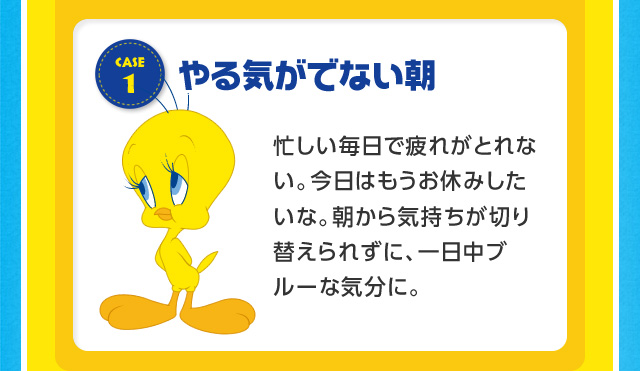 CASE
1
やる気がでない朝
忙しい毎日で疲れがとれな
い。今日はもうお休みした
いな。朝から気持ちが切り
替えられずに、一日中ブ
ルーな気分に。